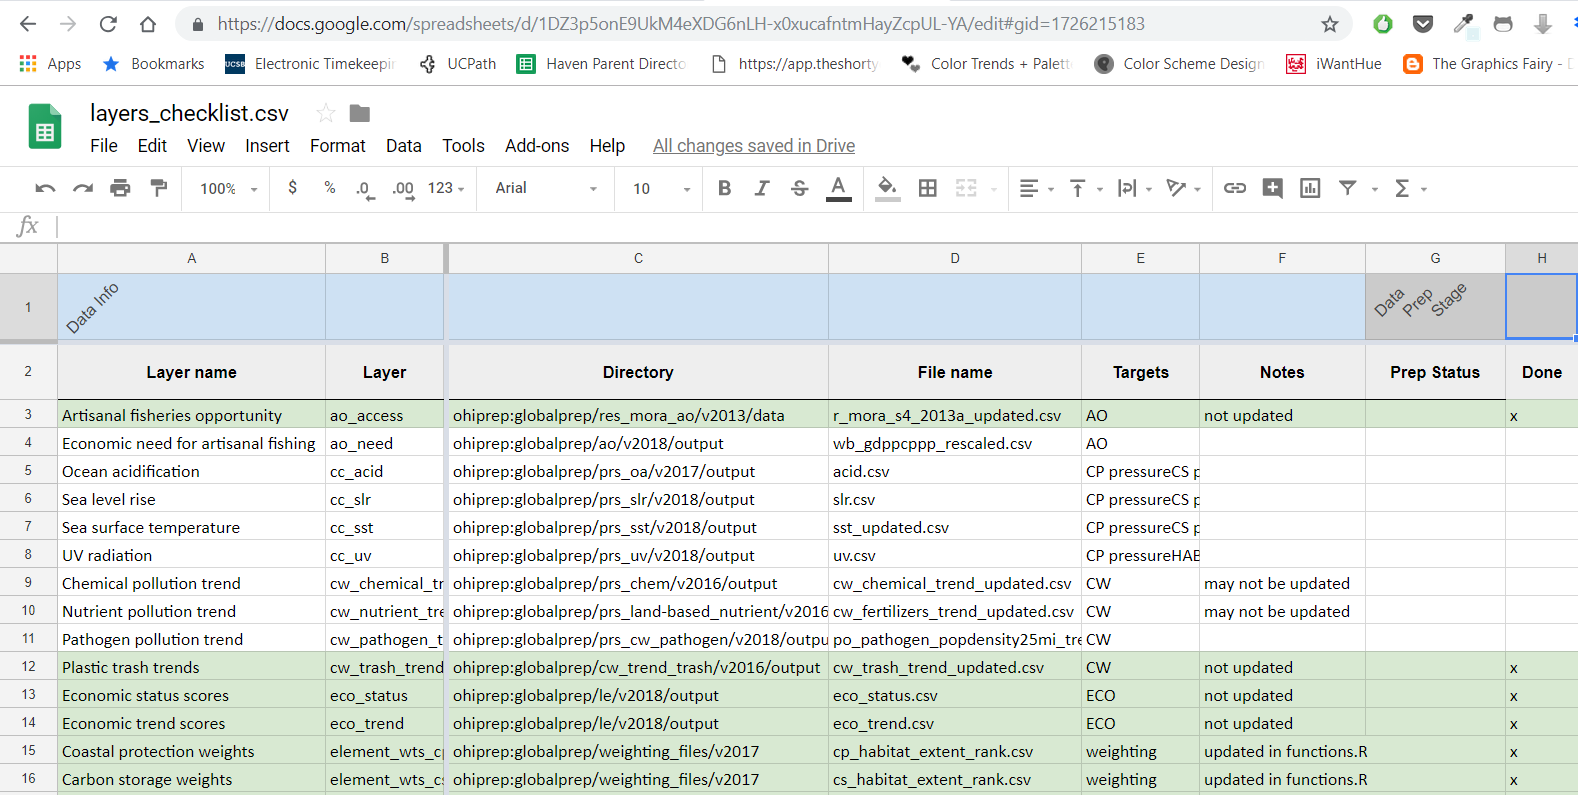 https://docs.google.com/spreadsheets/d/1DZ3p5onE9UkM4eXDG6nLH-x0xucafntmHayZcpUL-YA/edit#gid=1726215183
Apps Bookmarks UCSB Electronic Timekeepin UCPath Haven Parent Directo https://app.theshorty Color Trends + Palett Color Scheme Design iWantHue The Graphics Fairy -
layers_checklist.csv
File Edit View Insert Format Data Tools Add-ons Help All changes saved in Drive
100% $ % .0 .00 123 Arial 10 B I S A Σ
fx
A B C D E F G H
1 Data Info Data Prep Stage
2 Layer name Layer Directory File name Targets Notes Prep Status Done
3 Artisanal fisheries opportunity ao_access ohiprep:globalprep/res_mora_ao/v2013/data r_mora_s4_2013a_updated.csv AO not updated x
4 Economic need for artisanal fishing ao_need ohiprep:globalprep/ao/v2018/output wb_gdppcppp_rescaled.csv AO
5 Ocean acidification cc_acid ohiprep:globalprep/prs_oa/v2017/output acid.csv CP pressureCS p
6 Sea level rise cc_slr ohiprep:globalprep/prs_slr/v2018/output slr.csv CP pressureCS p
7 Sea surface temperature cc_sst ohiprep:globalprep/prs_sst/v2018/output sst_updated.csv CP pressureCS p
8 UV radiation cc_uv ohiprep:globalprep/prs_uv/v2018/output uv.csv CP pressureHAB
9 Chemical pollution trend cw_chemical_tr ohiprep:globalprep/prs_chem/v2016/output cw_chemical_trend_updated.csv CW may not be updated
10 Nutrient pollution trend cw_nutrient_tre ohiprep:globalprep/prs_land-based_nutrient/v2016 cw_fertilizers_trend_updated.csv CW may not be updated
11 Pathogen pollution trend cw_pathogen_t ohiprep:globalprep/prs_cw_pathogen/v2018/outpu po_pathogen_popdensity25mi_tre CW
12 Plastic trash trends cw_trash_trend ohiprep:globalprep/cw_trend_trash/v2016/output cw_trash_trend_updated.csv CW not updated x
13 Economic status scores eco_status ohiprep:globalprep/le/v2018/output eco_status.csv ECO not updated x
14 Economic trend scores eco_trend ohiprep:globalprep/le/v2018/output eco_trend.csv ECO not updated x
15 Coastal protection weights element_wts_cp ohiprep:globalprep/weighting_files/v2017 cp_habitat_extent_rank.csv weighting updated in functions.R x
16 Carbon storage weights element_wts_cs ohiprep:globalprep/weighting_files/v2017 cs_habitat_extent_rank.csv weighting updated in functions.R x